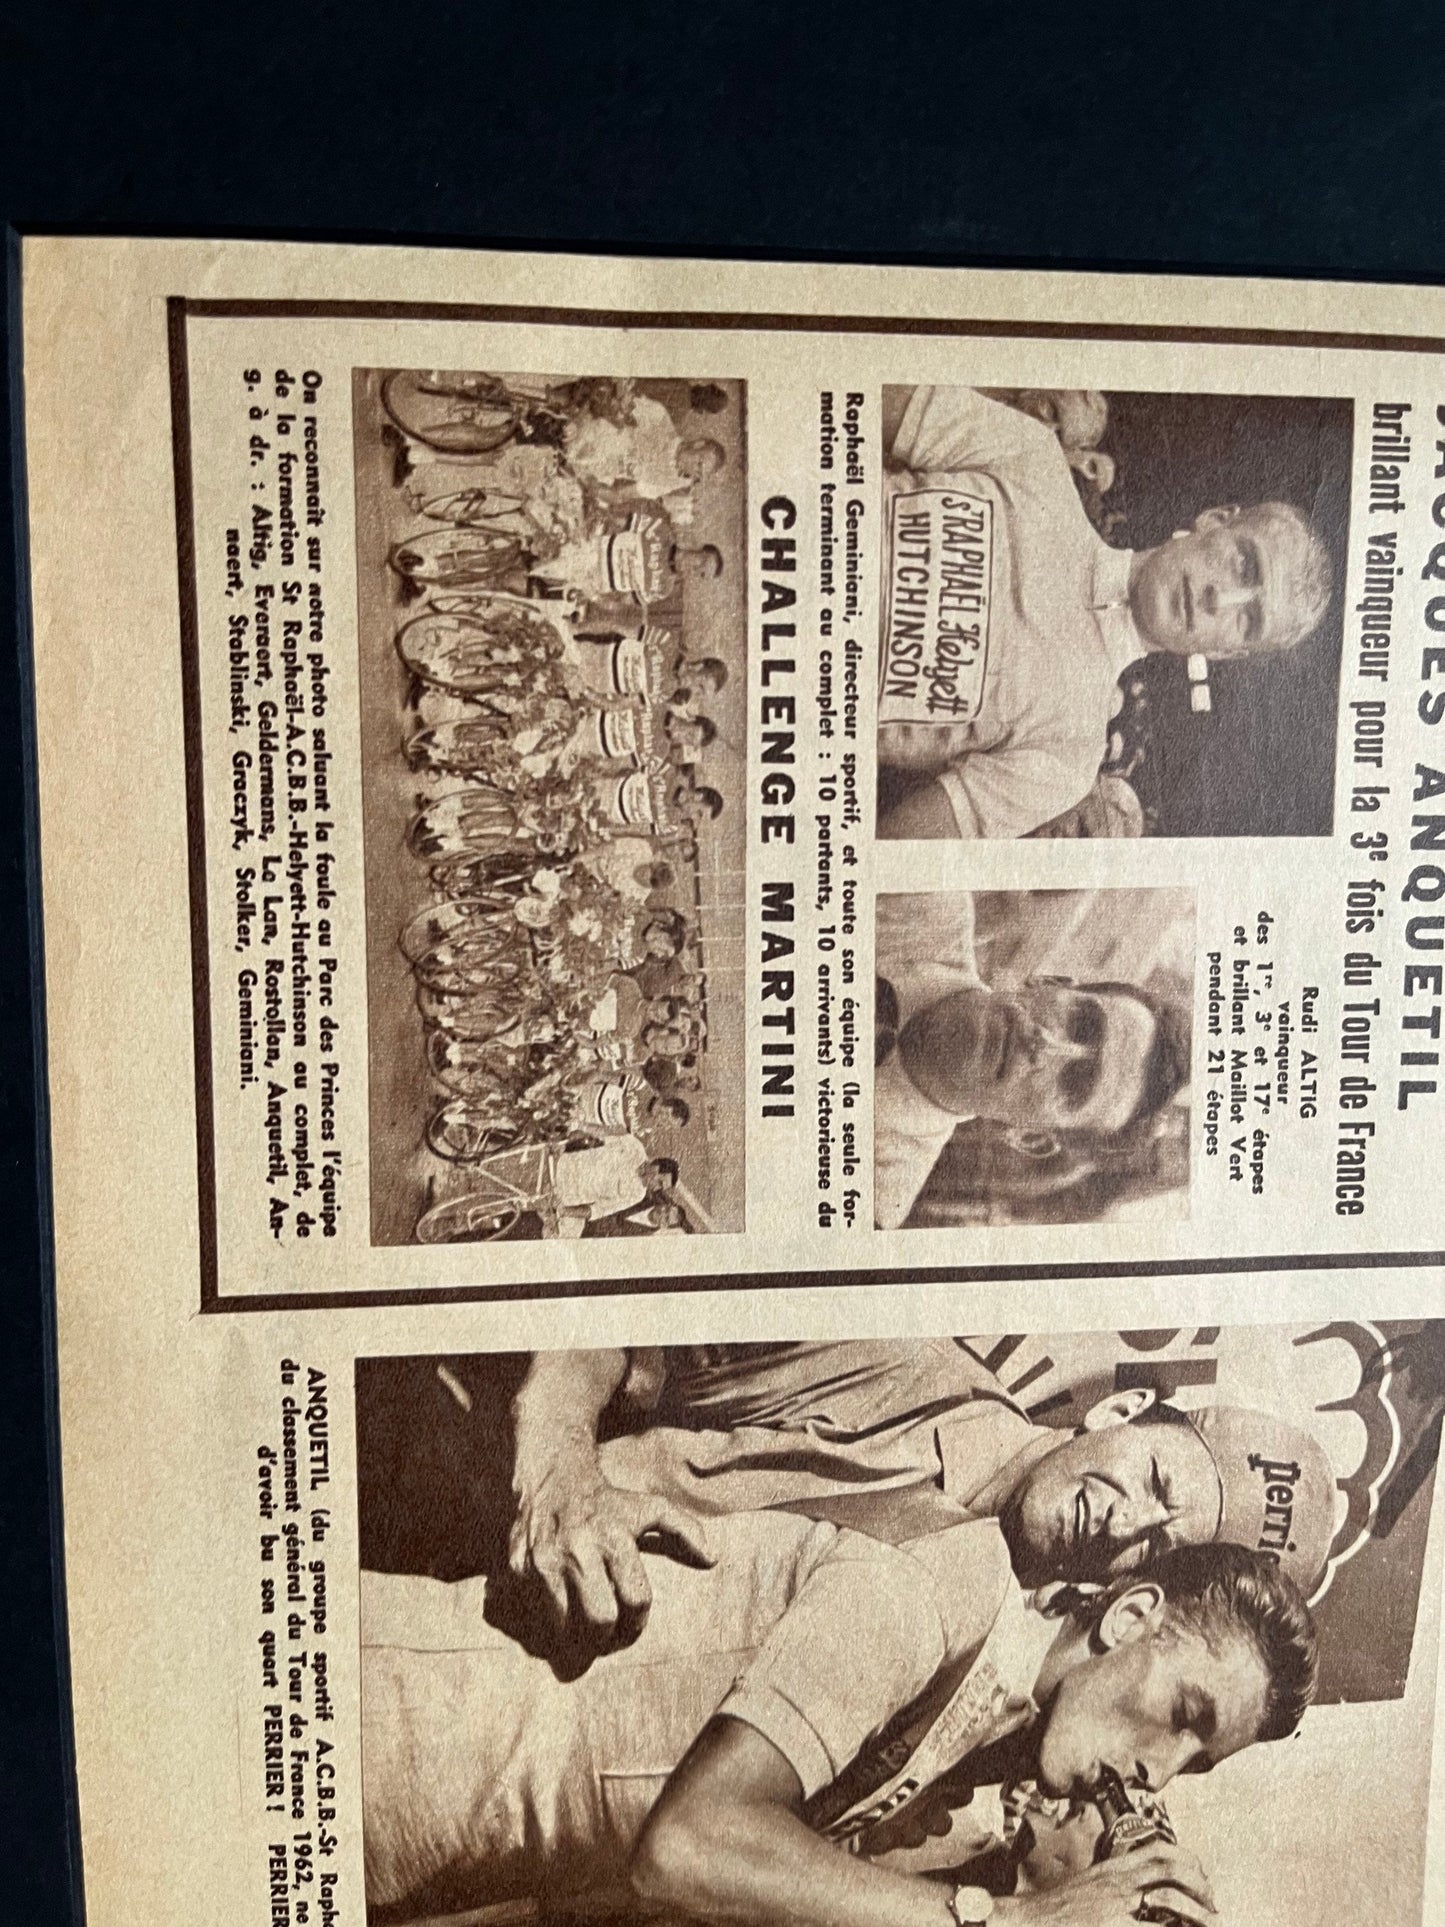 JACQUES ANQUETIL
brillant vainqueur pour la 3e fois du Tour de France
Rudi ALTIG
vainqueur
des 1re, 3e et 17e étapes
et brillant Maillot Vert
pendant 21 étapes
St RAPHAËL Helyett
HUTCHINSON
Raphaël Geminiani, directeur sportif, et toute son équipe (la seule for-
mation terminant au complet : 10 partants, 10 arrivants) victorieuse du
CHALLENGE MARTINI
On reconnaît sur notre photo saluant la foule au Parc des Princes l'équipe
de la formation St Raphaël-A.C.B.B.-Helyett-Hutchinson au complet, de
g. à dr. : Altig, Everaert, Geldermans, Le Lan, Rostollan, Anquetil, An-
naert, Stablinski, Graczyk, Stolker, Geminiani.
Perri
ANQUETIL (du groupe sportif A.C.B.B.-St Raph
du classement général du Tour de France 1962, ne
d'avoir bu son quart PERRIER ! PERRIER